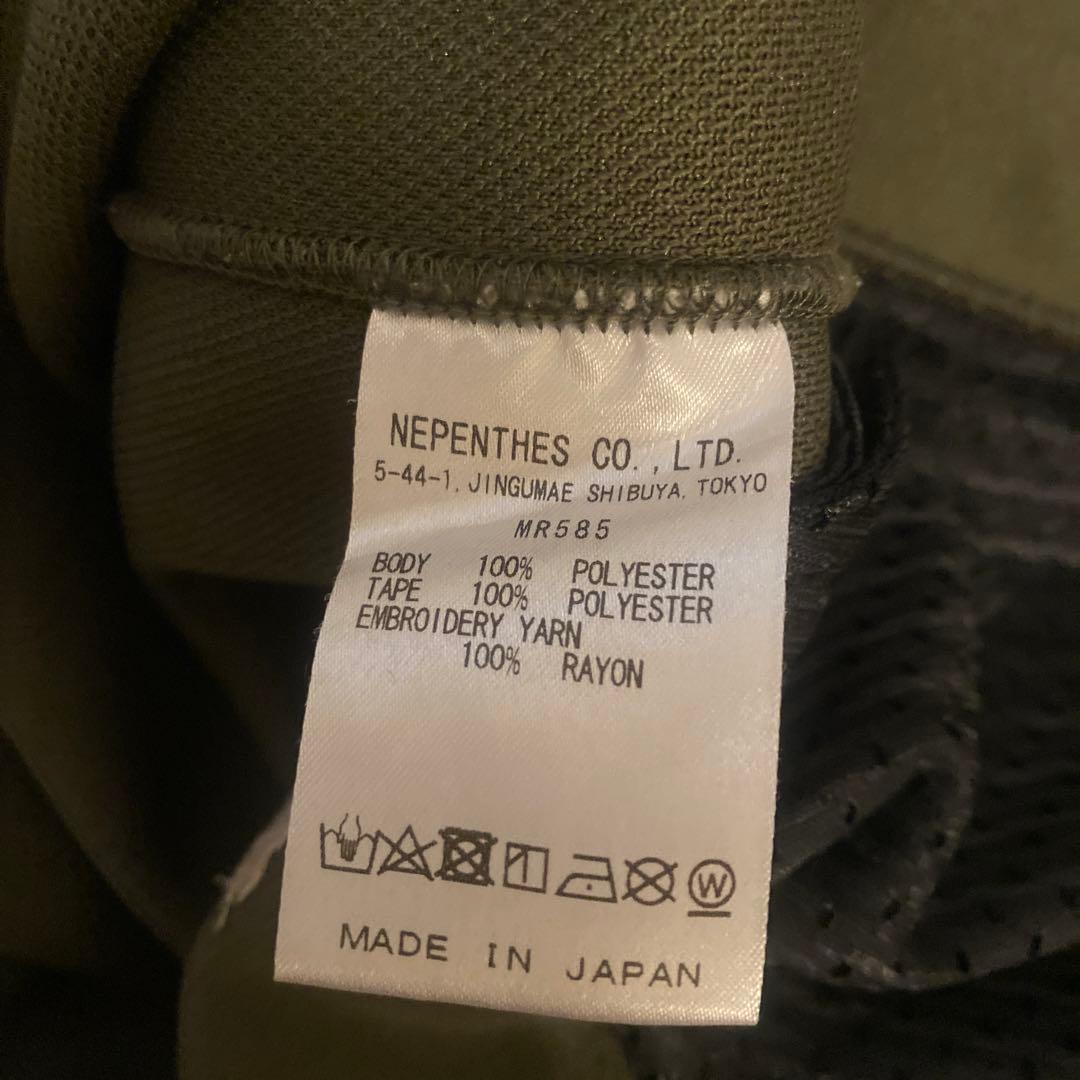 NEPENTHES CO., LTD.
5-44-1, JINGUMAE SHIBUYA, TOKYO
MR585
BODY 100% POLYESTER
TAPE 100% POLYESTER
EMBROIDERY YARN
100% RAYON
W
MADE IN JAPAN